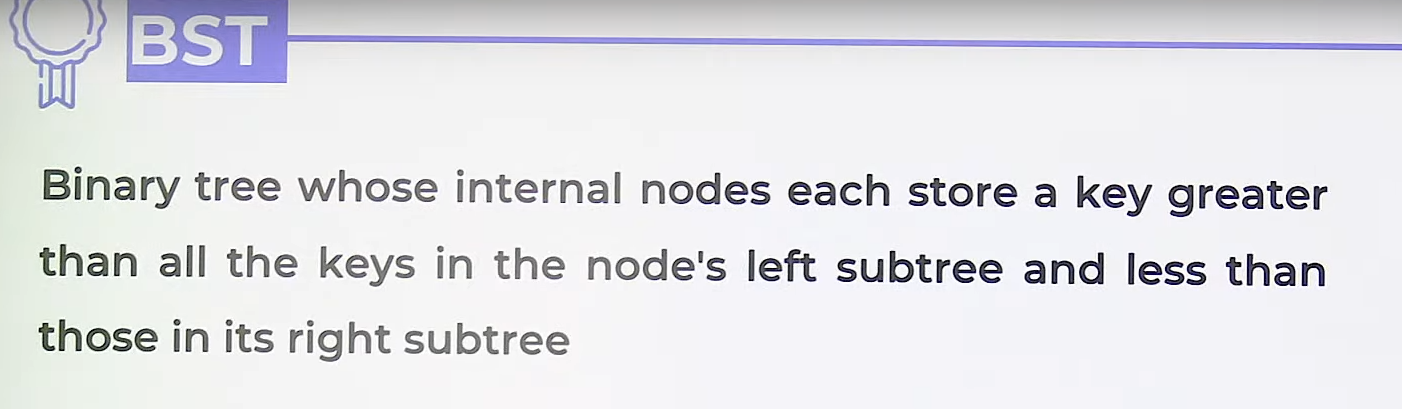 BST
Binary tree whose internal nodes each store a key greater
than all the keys in the node's left subtree and less than
those in its right subtree